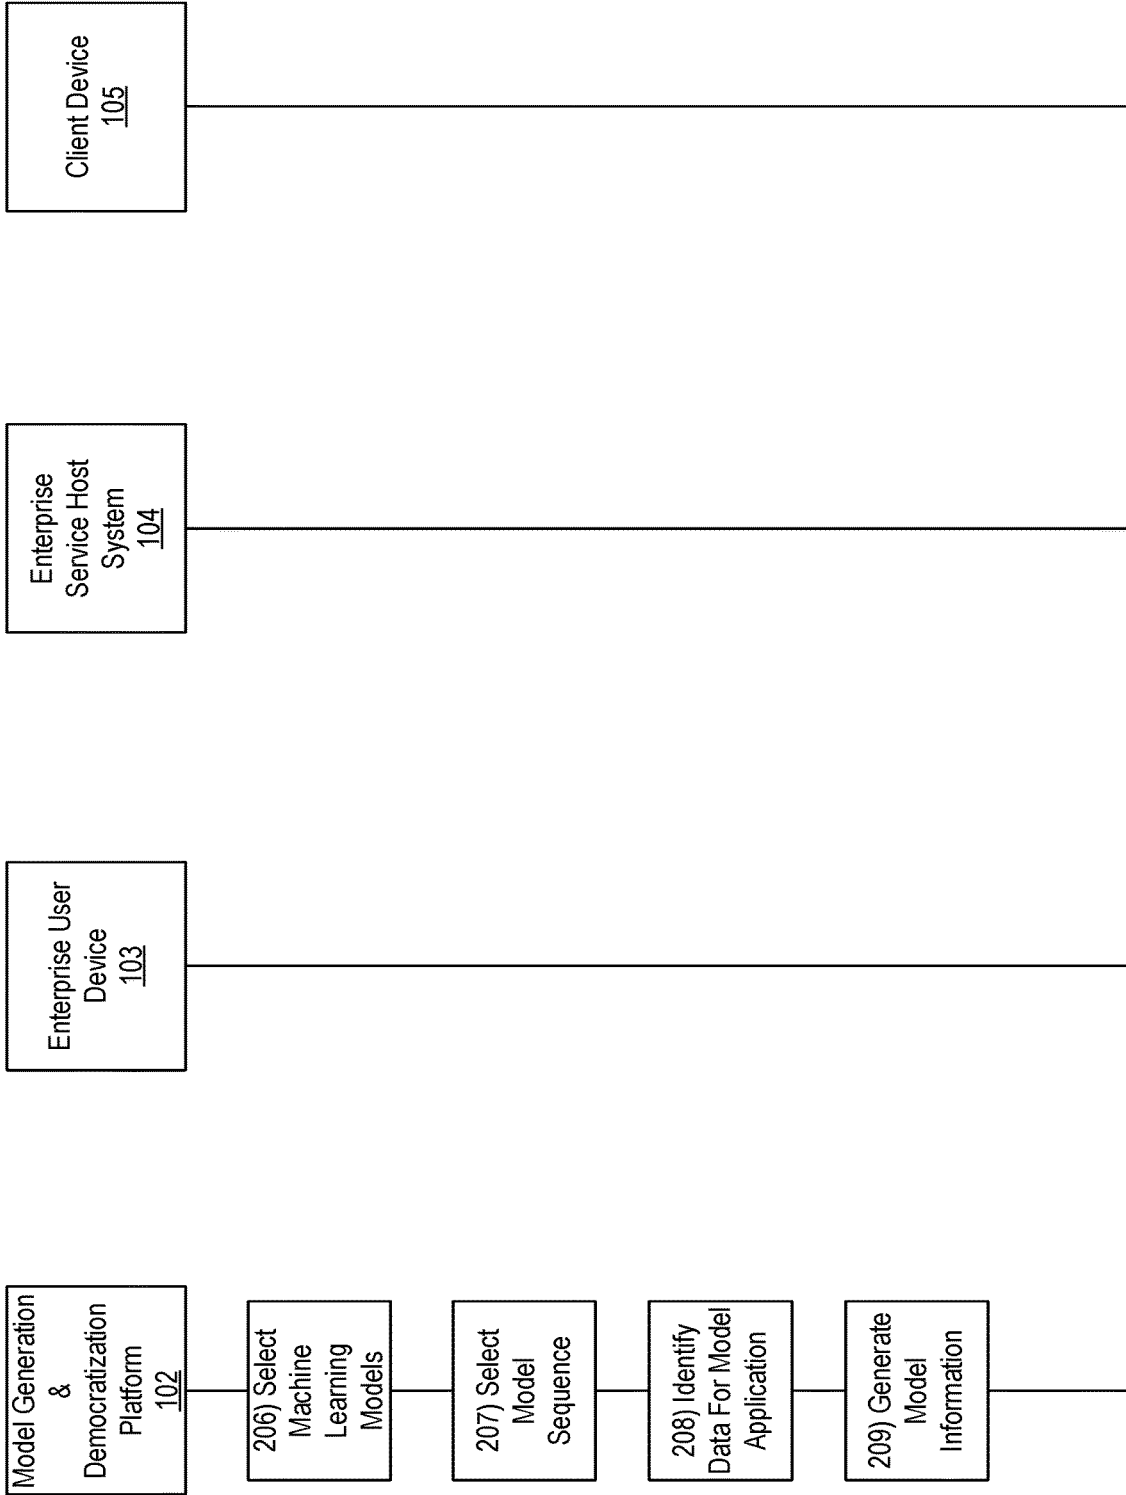 Model Generation
&
Democratization
Platform
102
Enterprise User
Device
103
Enterprise
Service Host
System
104
Client Device
105
206) Select
Machine
Learning
Models
207) Select
Model
Sequence
208) Identify
Data For Model
Application
209) Generate
Model
Information